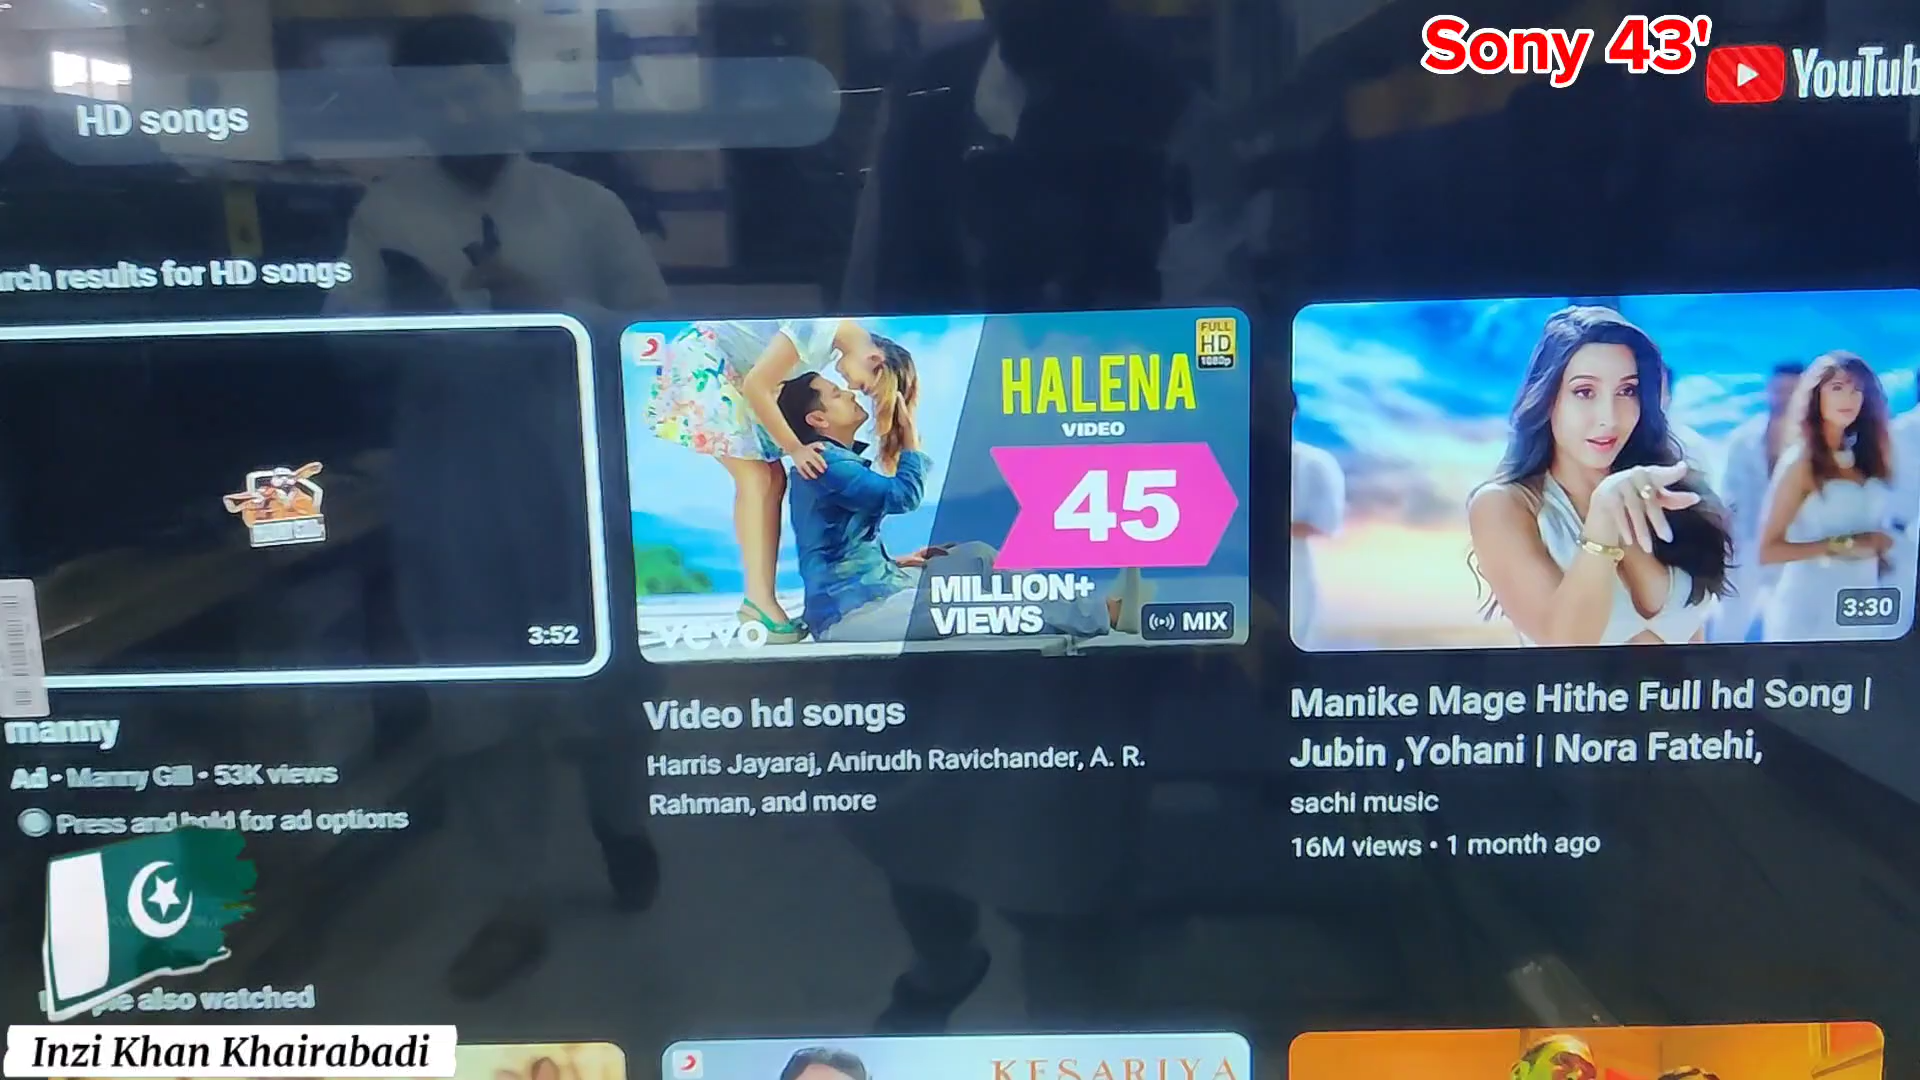 Sony 43'
YouTub
HD songs
rch results for HD songs
FULL
HD
1080p
HALENA
VIDEO
45
MILLION+
VIEWS
vevo
MIX
3:52
3:30
manny
Ad • Manny Gill • 53K views
Press and hold for ad options
Video hd songs
Harris Jayaraj, Anirudh Ravichander, A. R.
Rahman, and more
Manike Mage Hithe Full hd Song |
Jubin ,Yohani | Nora Fatehi,
sachi music
16M views • 1 month ago
also watched
Inzi Khan Khairabadi
KESARIYA